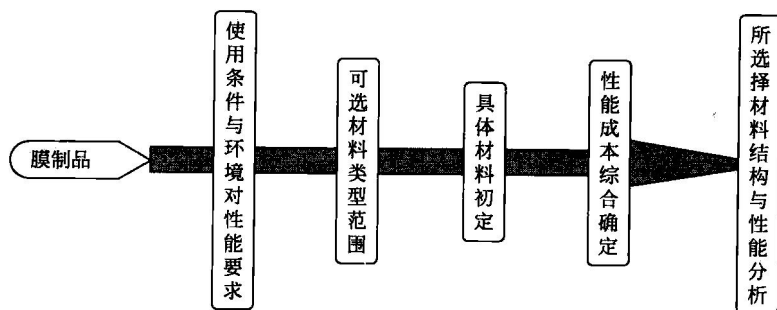 膜制品
使用条件与环境对性能要求
可选材料类型范围
具体材料初定
性能成本综合确定
所选择材料结构与性能分析